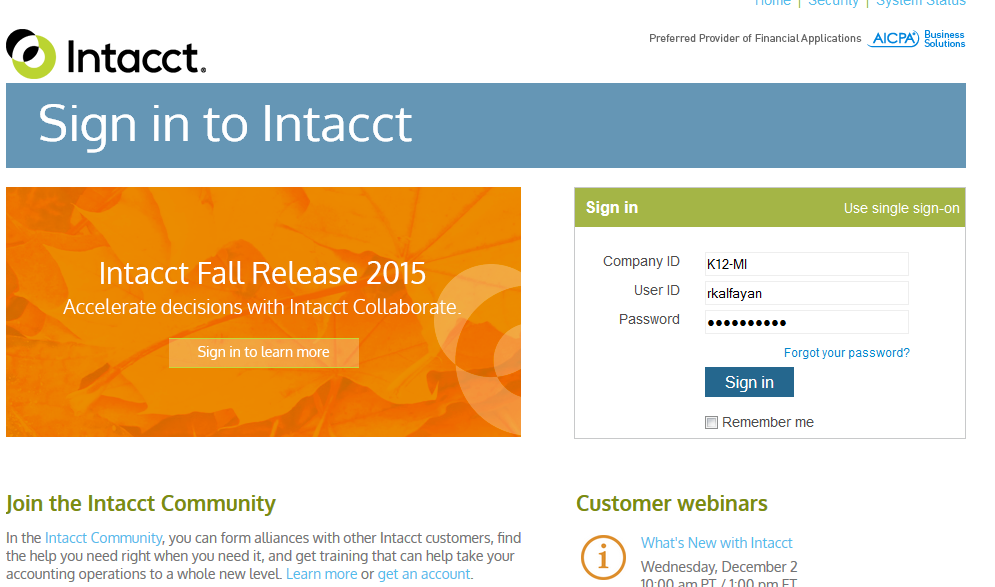 Home | Security | System Status
Intacct.
Preferred Provider of Financial Applications
AICPA Business
Solutions
Sign in to Intacct
Intacct Fall Release 2015
Accelerate decisions with Intacct Collaborate.
Sign in to learn more
Sign in
Use single sign-on
Company ID K12-MI
User ID rkalfayan
Password ••••••••••
Forgot your password?
Sign in
Remember me
Join the Intacct Community
In the Intacct Community, you can form alliances with other Intacct customers, find
the help you need right when you need it, and get training that can help take your
accounting operations to a whole new level. Learn more or get an account.
Customer webinars
What's New with Intacct
Wednesday, December 2
10:00 am PT / 1:00 pm ET